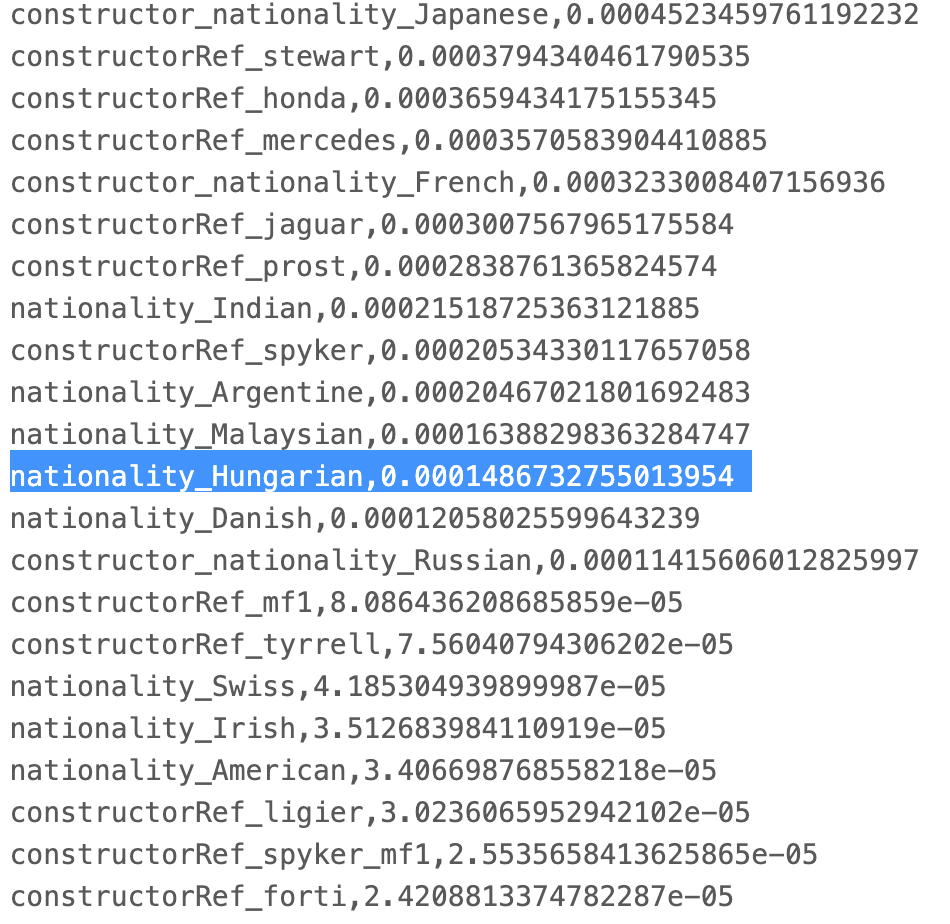 constructor_nationality_Japanese,0.0004523459761192232
constructorRef_stewart,0.0003794340461790535
constructorRef_honda,0.0003659434175155345
constructorRef_mercedes,0.0003570583904410885
constructor_nationality_French,0.0003233008407156936
constructorRef_jaguar,0.0003007567965175584
constructorRef_prost,0.0002838761365824574
nationality_Indian,0.00021518725363121885
constructorRef_spyker,0.00020534330117657058
nationality_Argentine,0.00020467021801692483
nationality_Malaysian,0.00016388298363284747
nationality_Hungarian,0.0001486732755013954
nationality_Danish,0.00012058025599643239
constructor_nationality_Russian,0.00011415606012825997
constructorRef_mf1,8.086436208685859e-05
constructorRef_tyrrell,7.56040794306202e-05
nationality_Swiss,4.185304939899987e-05
nationality_Irish,3.512683984110919e-05
nationality_American,3.406698768558218e-05
constructorRef_ligier,3.0236065952942102e-05
constructorRef_spyker_mf1,2.5535658413625865e-05
constructorRef_forti,2.4208813374782287e-05